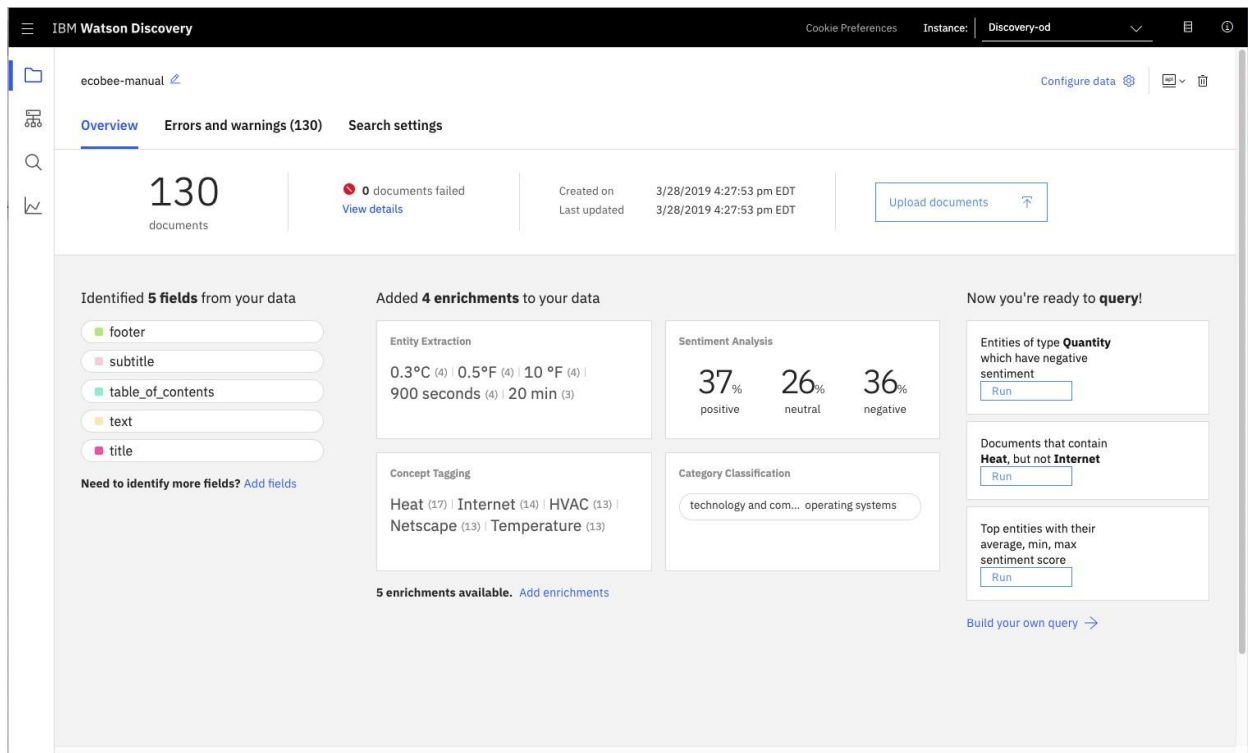 IBM Watson Discovery
Cookie Preferences
Instance:
Discovery-od
ecobee-manual
Configure data
api
Overview
Errors and warnings (130)
Search settings
130
documents
0 documents failed
View details
Created on 3/28/2019 4:27:53 pm EDT
Last updated 3/28/2019 4:27:53 pm EDT
Upload documents
Identified 5 fields from your data
footer
subtitle
table_of_contents
text
title
Need to identify more fields? Add fields
Added 4 enrichments to your data
Entity Extraction
0.3°C (4) | 0.5°F (4) | 10 °F (4) |
900 seconds (4) | 20 min (3)
Sentiment Analysis
37% 26% 36%
positive neutral negative
Concept Tagging
Heat (17) | Internet (14) | HVAC (13) |
Netscape (13) | Temperature (13)
Category Classification
technology and com... operating systems
5 enrichments available. Add enrichments
Now you're ready to query!
Entities of type Quantity
which have negative
sentiment
Run
Documents that contain
Heat, but not Internet
Run
Top entities with their
average, min, max
sentiment score
Run
Build your own query